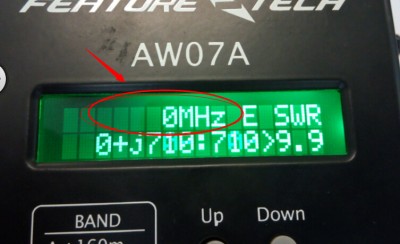 FEATURE TECH
AW07A
0MHz E SWR
0+J710:710>9.9
BAND
Up Down